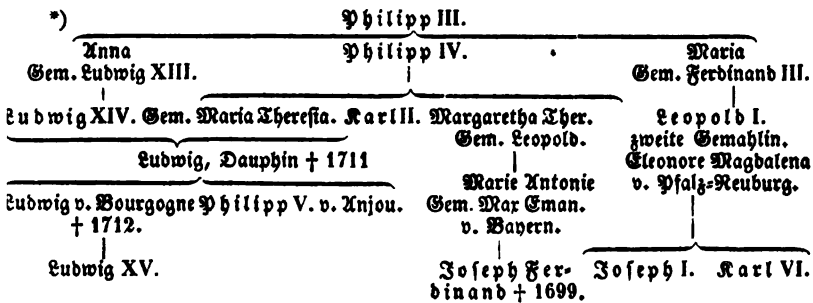 *) Philipp III.
Anna Philipp IV. Maria
Gem. Ludwig XIII. Gem. Ferdinand III.
Ludwig XIV. Gem. Maria Theresia. Karl II. Margaretha Ther. Leopold I.
Gem. Leopold. zweite Gemahlin.
Ludwig, Dauphin † 1711 Eleonore Magdalena
Marie Antonie v. Pfalz-Neuburg.
Ludwig v. Bourgogne Philipp V. v. Anjou. Gem. Max Eman.
† 1712. v. Bayern.
Ludwig XV. Joseph Fer- Joseph I. Karl VI.
dinand † 1699.